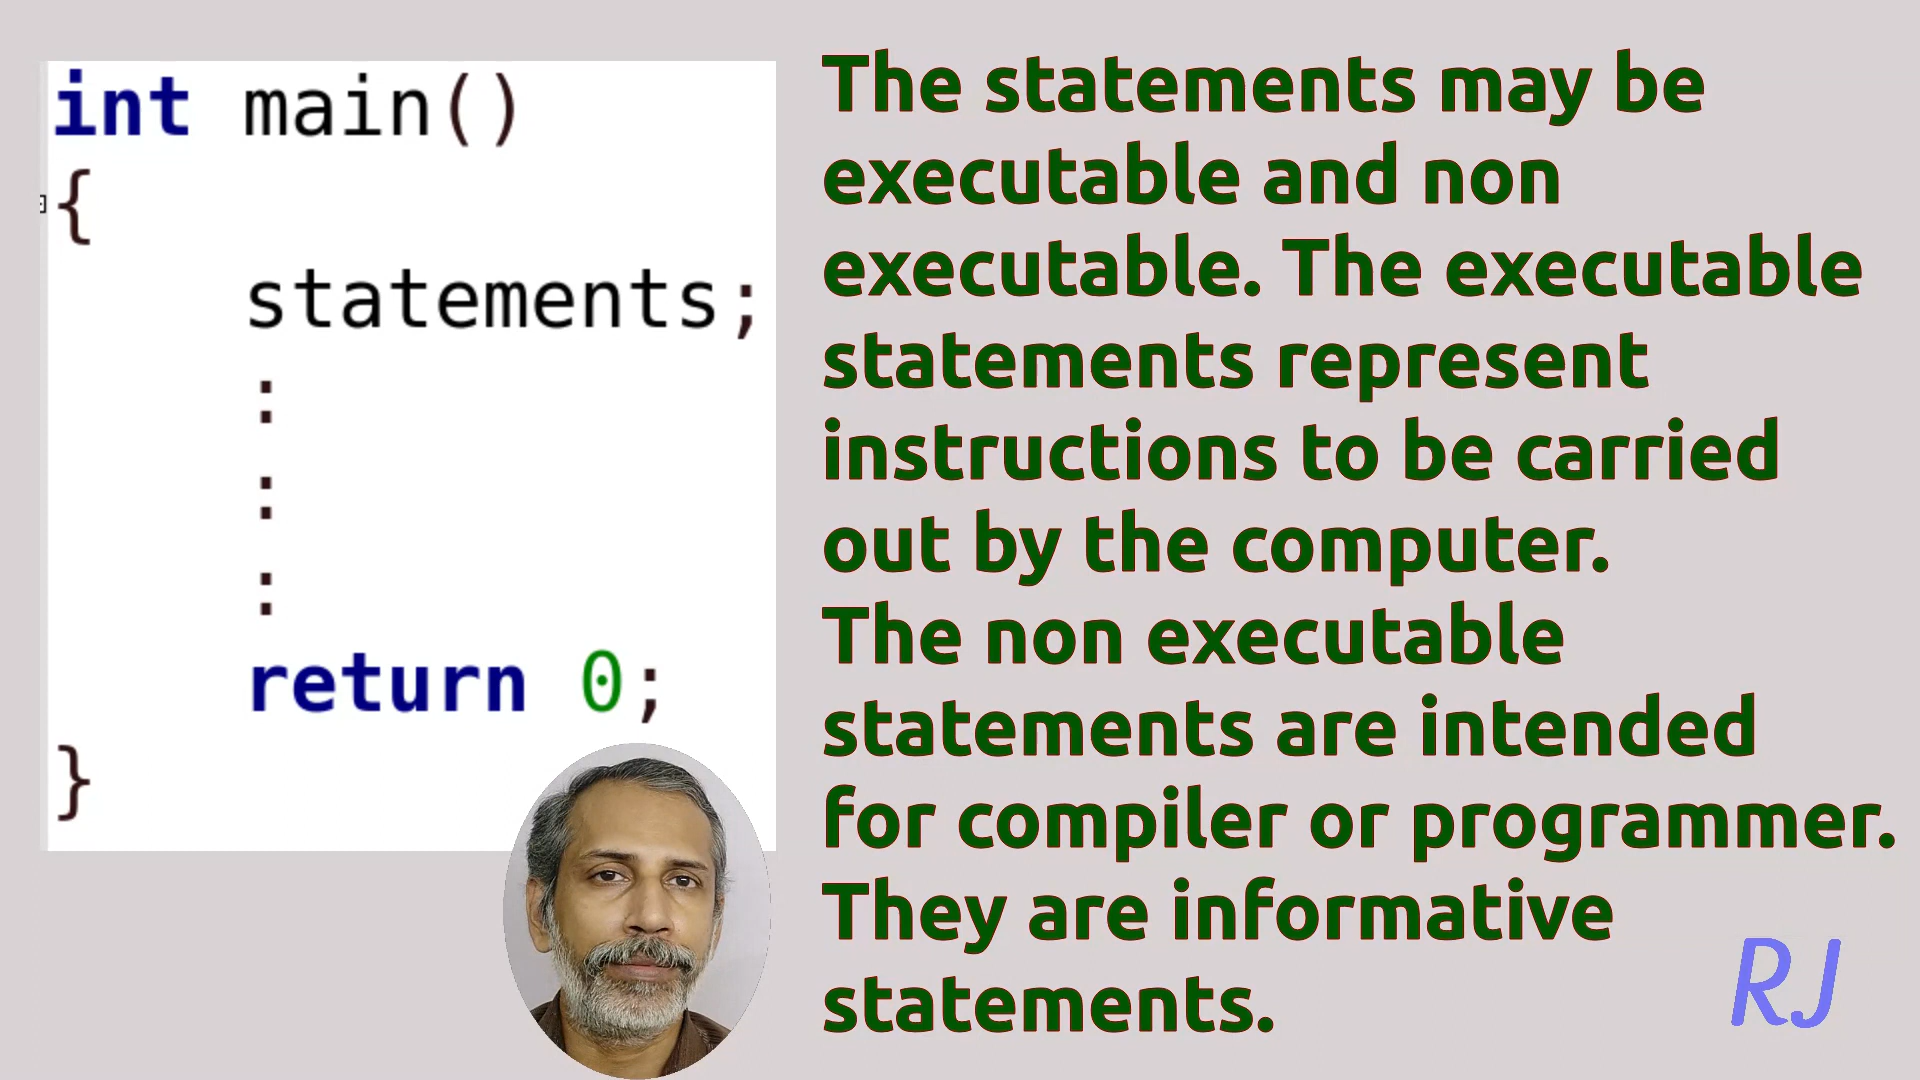 int main()
{
statements;
:
:
:
return 0;
}
The statements may be
executable and non
executable. The executable
statements represent
instructions to be carried
out by the computer.
The non executable
statements are intended
for compiler or programmer.
They are informative
statements.
RJ